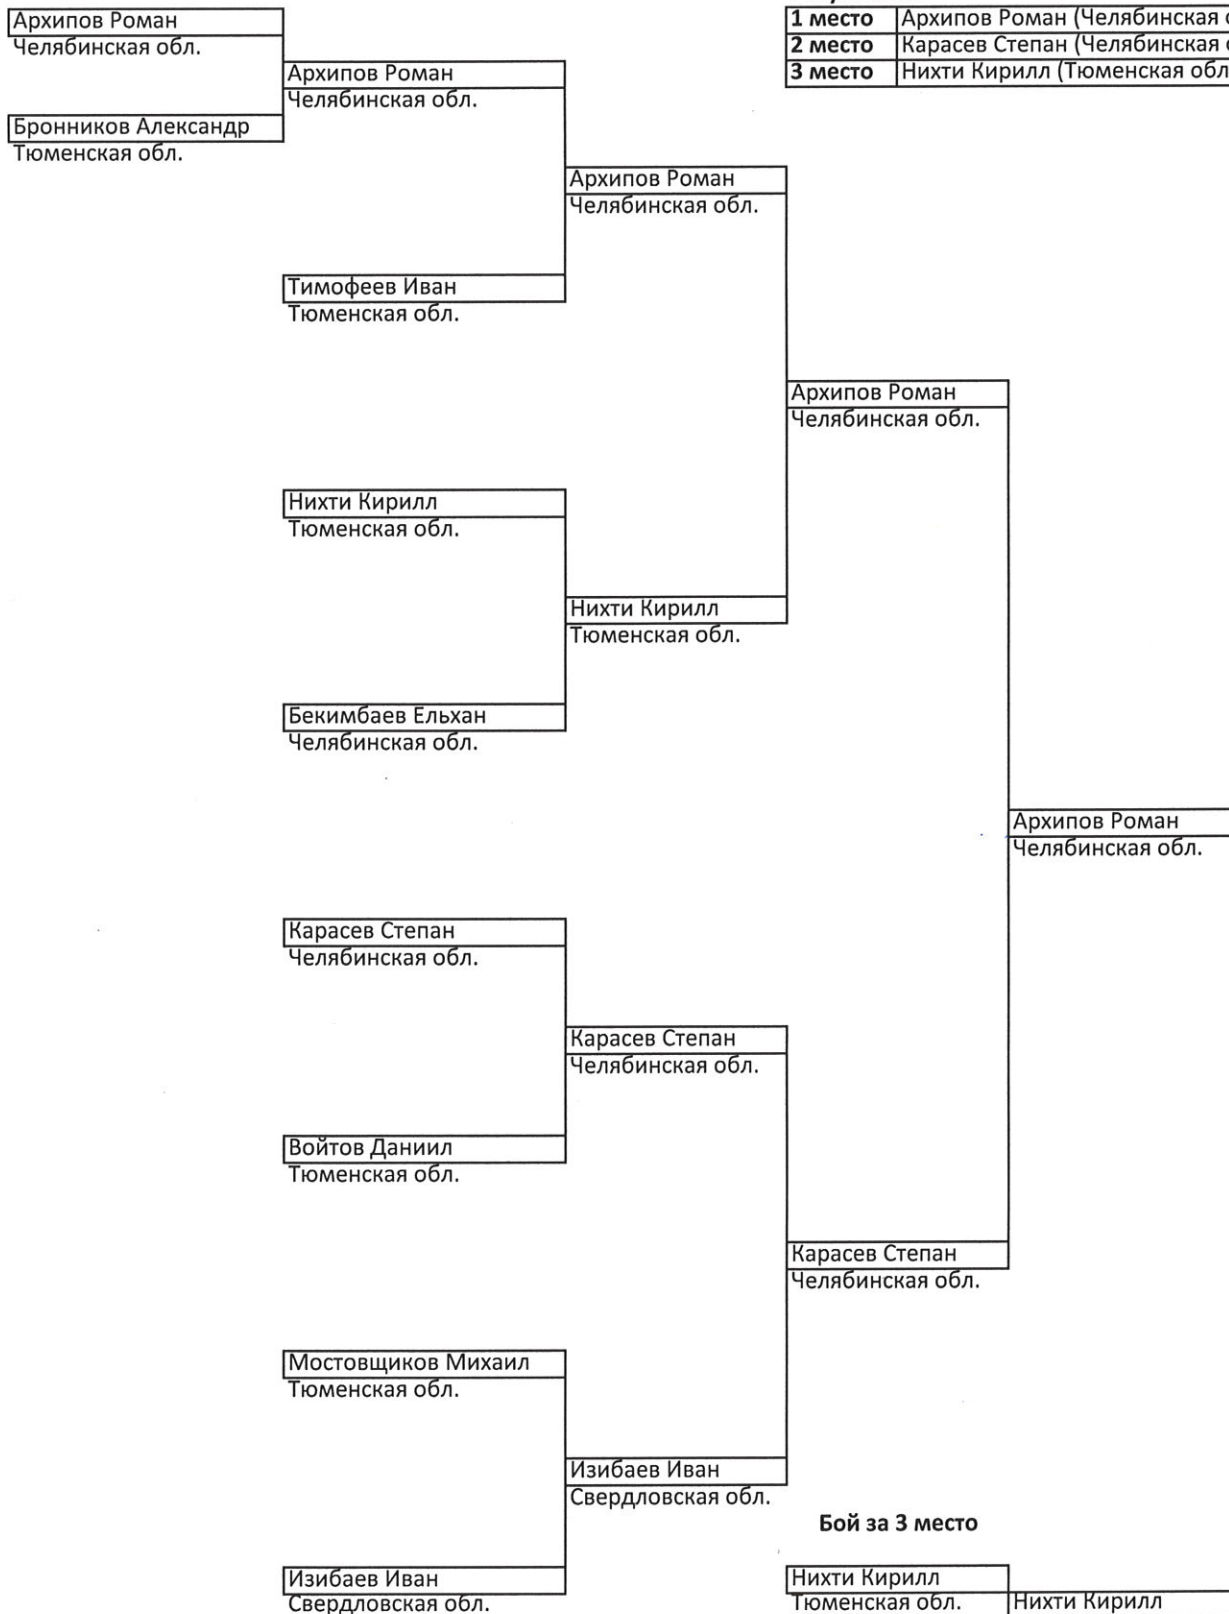 1 место Архипов Роман (Челябинская
2 место Карасев Степан (Челябинская
3 место Нихти Кирилл (Тюменская обл
Архипов Роман
Челябинская обл.
Бронников Александр
Тюменская обл.
Архипов Роман
Челябинская обл.
Тимофеев Иван
Тюменская обл.
Нихти Кирилл
Тюменская обл.
Бекимбаев Ельхан
Челябинская обл.
Карасев Степан
Челябинская обл.
Войтов Даниил
Тюменская обл.
Мостовщиков Михаил
Тюменская обл.
Изибаев Иван
Свердловская обл.
Архипов Роман
Челябинская обл.
Нихти Кирилл
Тюменская обл.
Карасев Степан
Челябинская обл.
Изибаев Иван
Свердловская обл.
Архипов Роман
Челябинская обл.
Карасев Степан
Челябинская обл.
Архипов Роман
Челябинская обл.
Бой за 3 место
Нихти Кирилл
Тюменская обл.
Нихти Кирилл